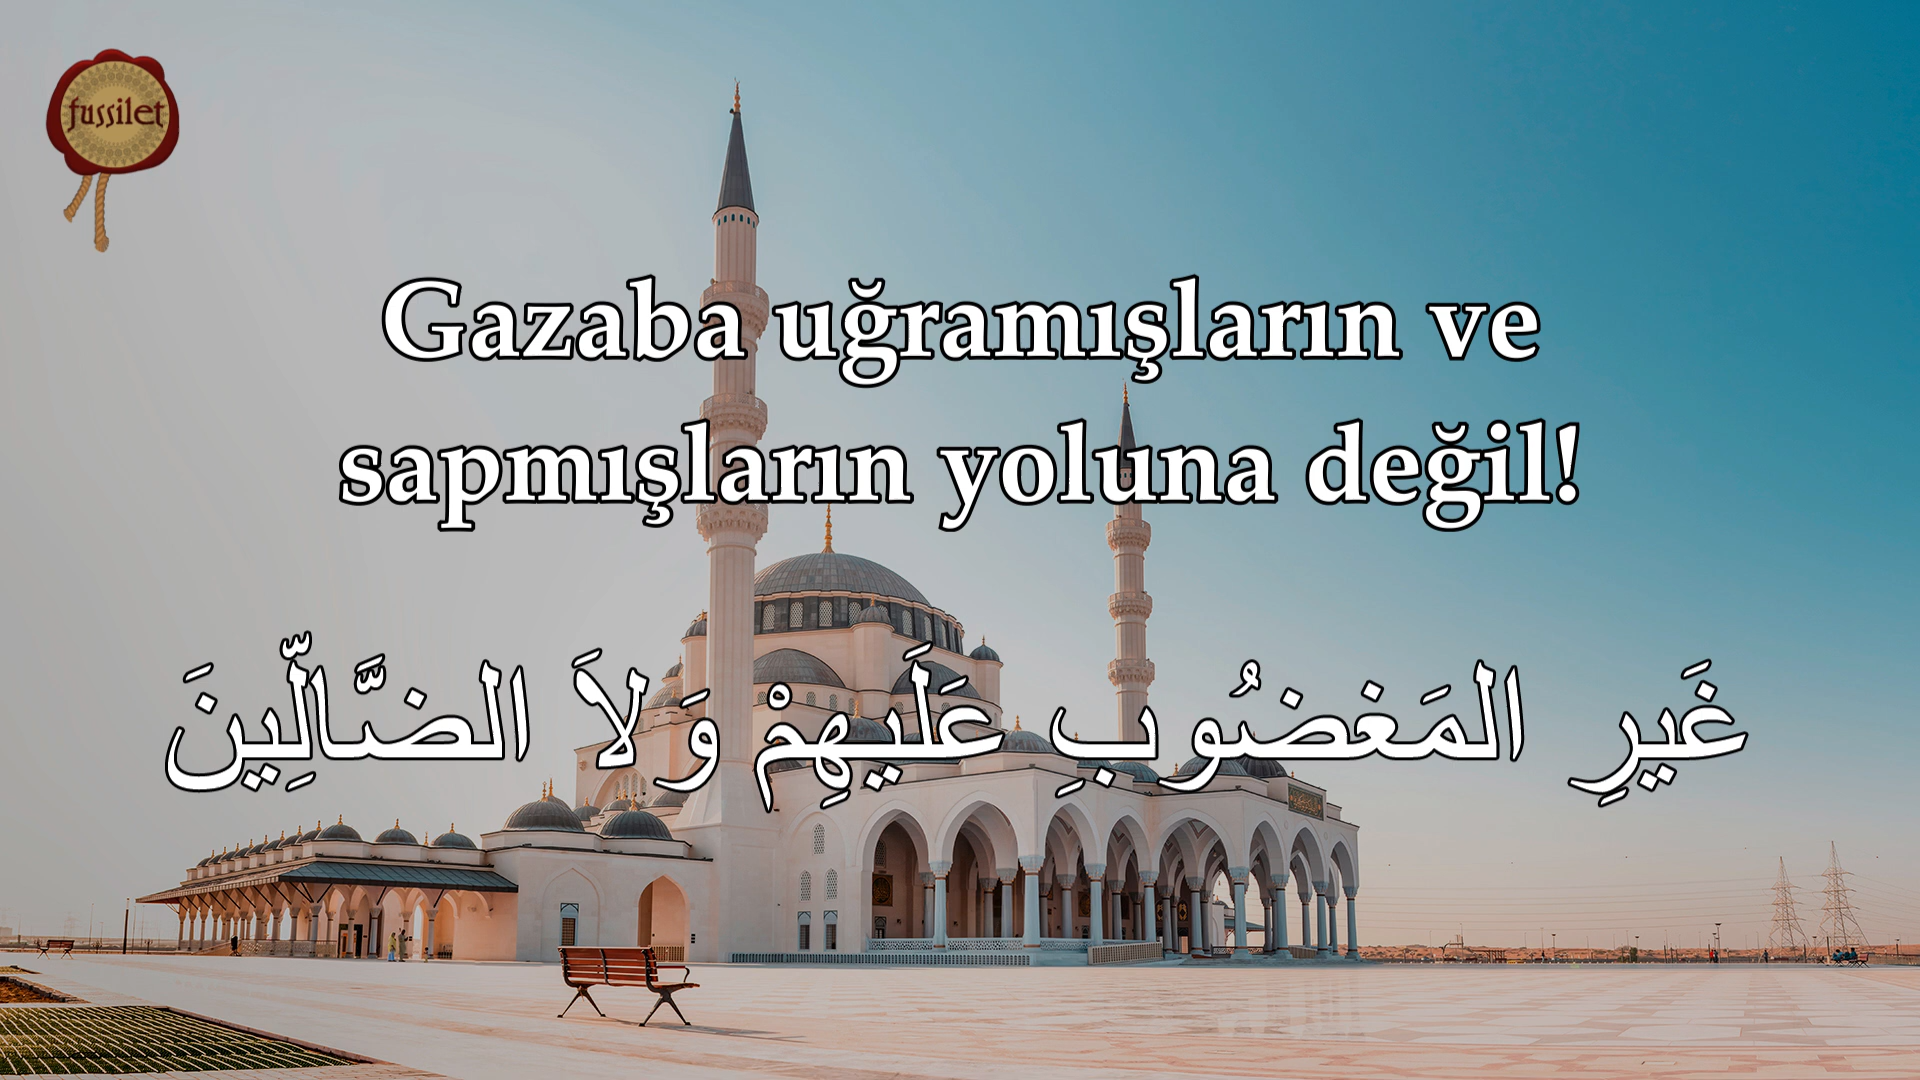 fussilet
Gazaba uğramışların ve
sapmışların yoluna değil!
غَيرِ المَغضُوبِ عَلَيهِمْ وَلاَ الضَّالِّينَ